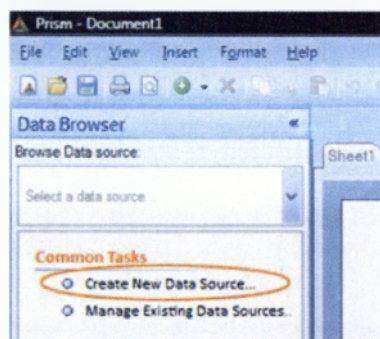 Prism - Document1
File Edit View Insert Format Help
Data Browser «
Browse Data source:
Sheet1
Select a data source...
Common Tasks
Create New Data Source...
Manage Existing Data Sources..